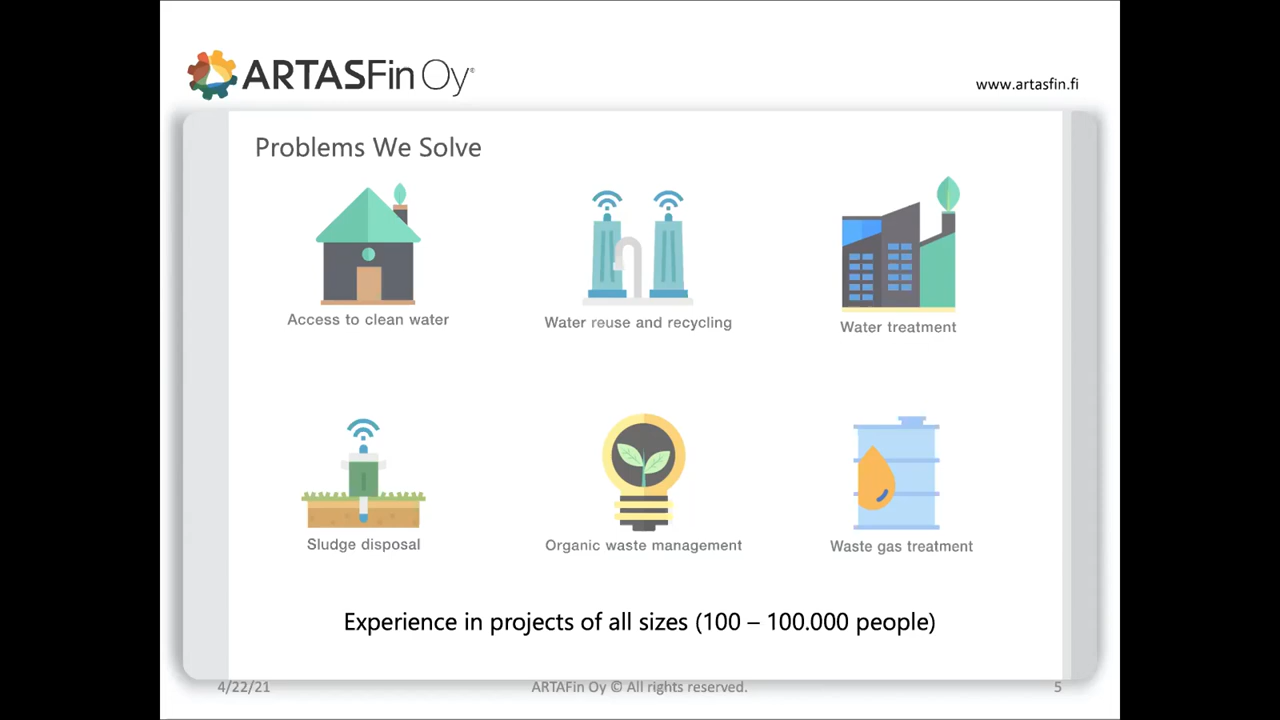 ARTASFin Oy®
www.artasfin.fi
Problems We Solve
Access to clean water
Water reuse and recycling
Water treatment
Sludge disposal
Organic waste management
Waste gas treatment
Experience in projects of all sizes (100 – 100.000 people)
4/22/21
ARTAFin Oy © All rights reserved.
5